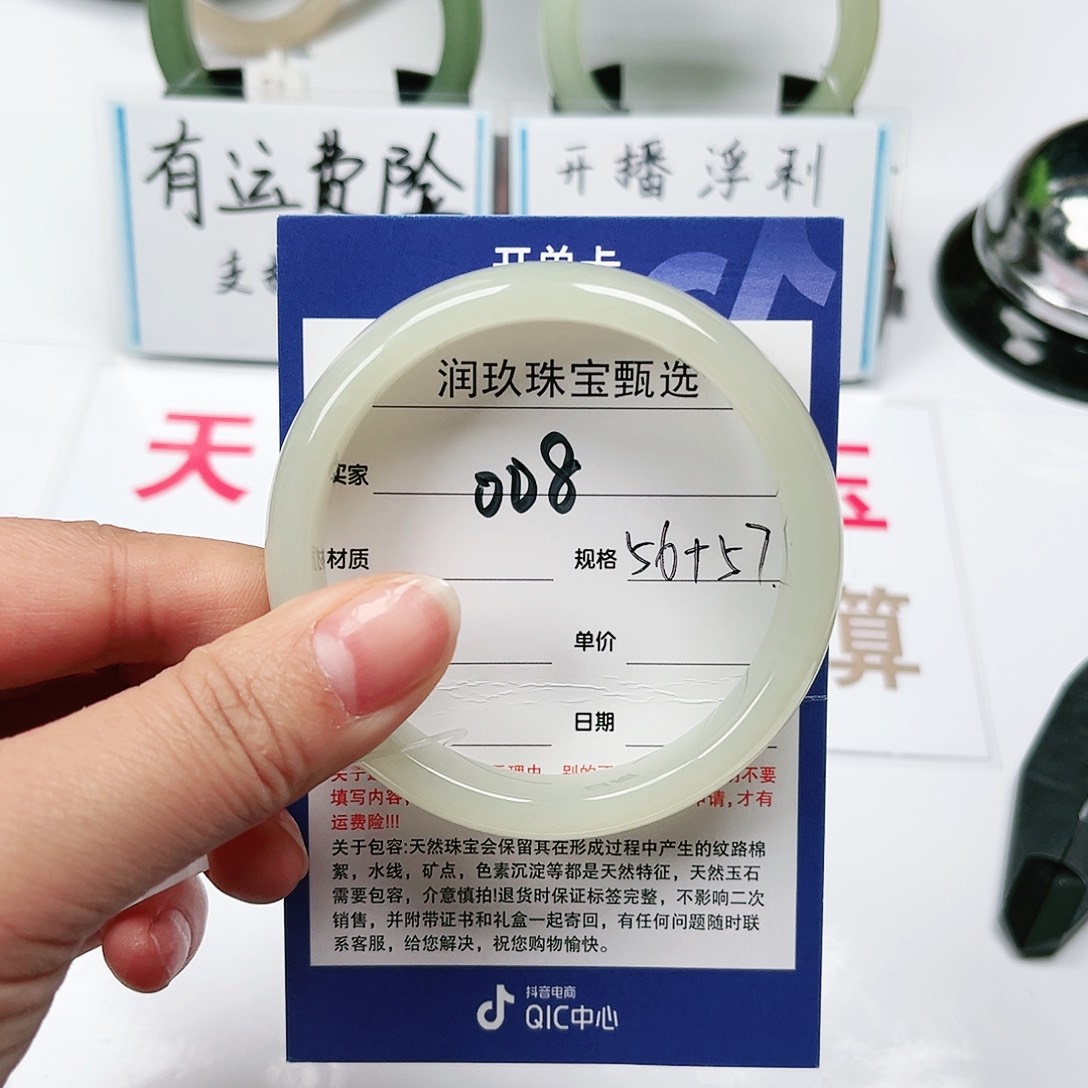 有运费险
开播 浮利
支持
开单卡
润玖珠宝甄选
天
玉
买家 008
材质 规格 56+57
算
单价
日期
填写内容,
请,才有
运费险!!!
关于包容:天然珠宝会保留其在形成过程中产生的纹路棉
絮，水线，矿点，色素沉淀等都是天然特征，天然玉石
需要包容，介意慎拍!退货时保证标签完整，不影响二次
销售，并附带证书和礼盒一起寄回，有任何问题随时联
系客服，给您解决，祝您购物愉快。
抖音电商
QIC中心